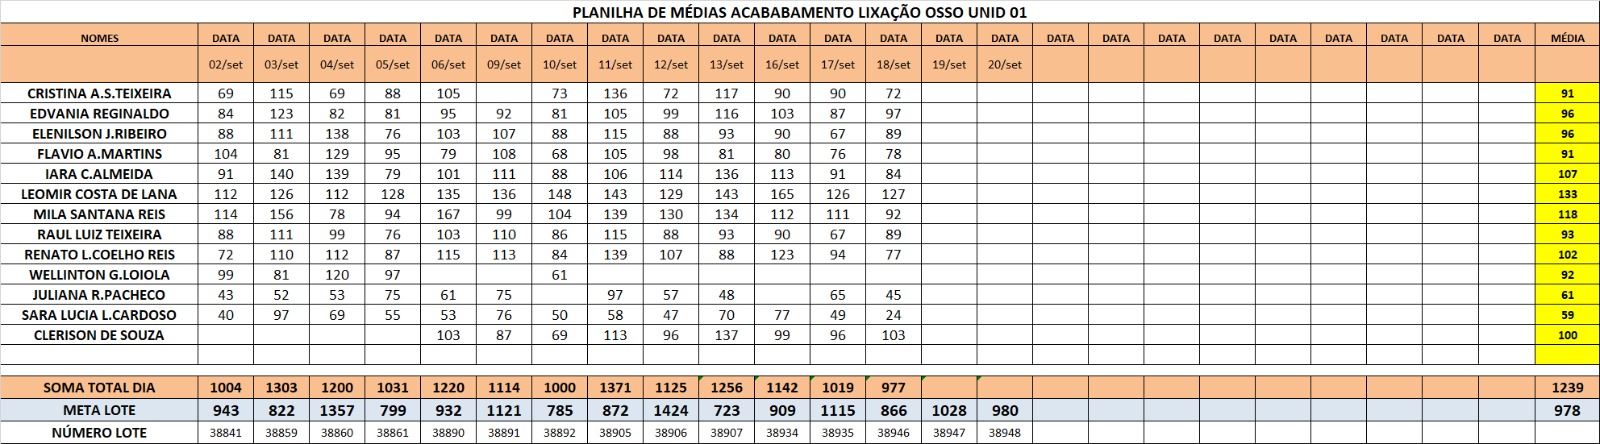 PLANILHA DE MÉDIAS ACABABAMENTO LIXAÇÃO OSSO UNID 01
NOMES DATA DATA DATA DATA DATA DATA DATA DATA DATA DATA DATA DATA DATA DATA DATA DATA DATA DATA DATA DATA DATA DATA DATA DATA MÉDIA
02/set 03/set 04/set 05/set 06/set 09/set 10/set 11/set 12/set 13/set 16/set 17/set 18/set 19/set 20/set
CRISTINA A.S.TEIXEIRA 69 115 69 88 105 73 136 72 117 90 90 72 91
EDVANIA REGINALDO 84 123 82 81 95 92 81 105 99 116 103 87 97 96
ELENILSON J.RIBEIRO 88 111 138 76 103 107 88 115 88 93 90 67 89 96
FLAVIO A.MARTINS 104 81 129 95 79 108 68 105 98 81 80 76 78 91
IARA C.ALMEIDA 91 140 139 79 101 111 88 106 114 136 113 91 84 107
LEOMIR COSTA DE LANA 112 126 112 128 135 136 148 143 129 143 165 126 127 133
MILA SANTANA REIS 114 156 78 94 167 99 104 139 130 134 112 111 92 118
RAUL LUIZ TEIXEIRA 88 111 99 76 103 110 86 115 88 93 90 67 89 93
RENATO L.COELHO REIS 72 110 112 87 115 113 84 139 107 88 123 94 77 102
WELLINTON G.LOIOLA 99 81 120 97 61 92
JULIANA R.PACHECO 43 52 53 75 61 75 97 57 48 65 45 61
SARA LUCIA L.CARDOSO 40 97 69 55 53 76 50 58 47 70 77 49 24 59
CLERISON DE SOUZA 103 87 69 113 96 137 99 96 103 100
SOMA TOTAL DIA 1004 1303 1200 1031 1220 1114 1000 1371 1125 1256 1142 1019 977 1239
META LOTE 943 822 1357 799 932 1121 785 872 1424 723 909 1115 866 1028 980 978
NÚMERO LOTE 38841 38859 38860 38861 38890 38891 38892 38905 38906 38907 38934 38935 38946 38947 38948